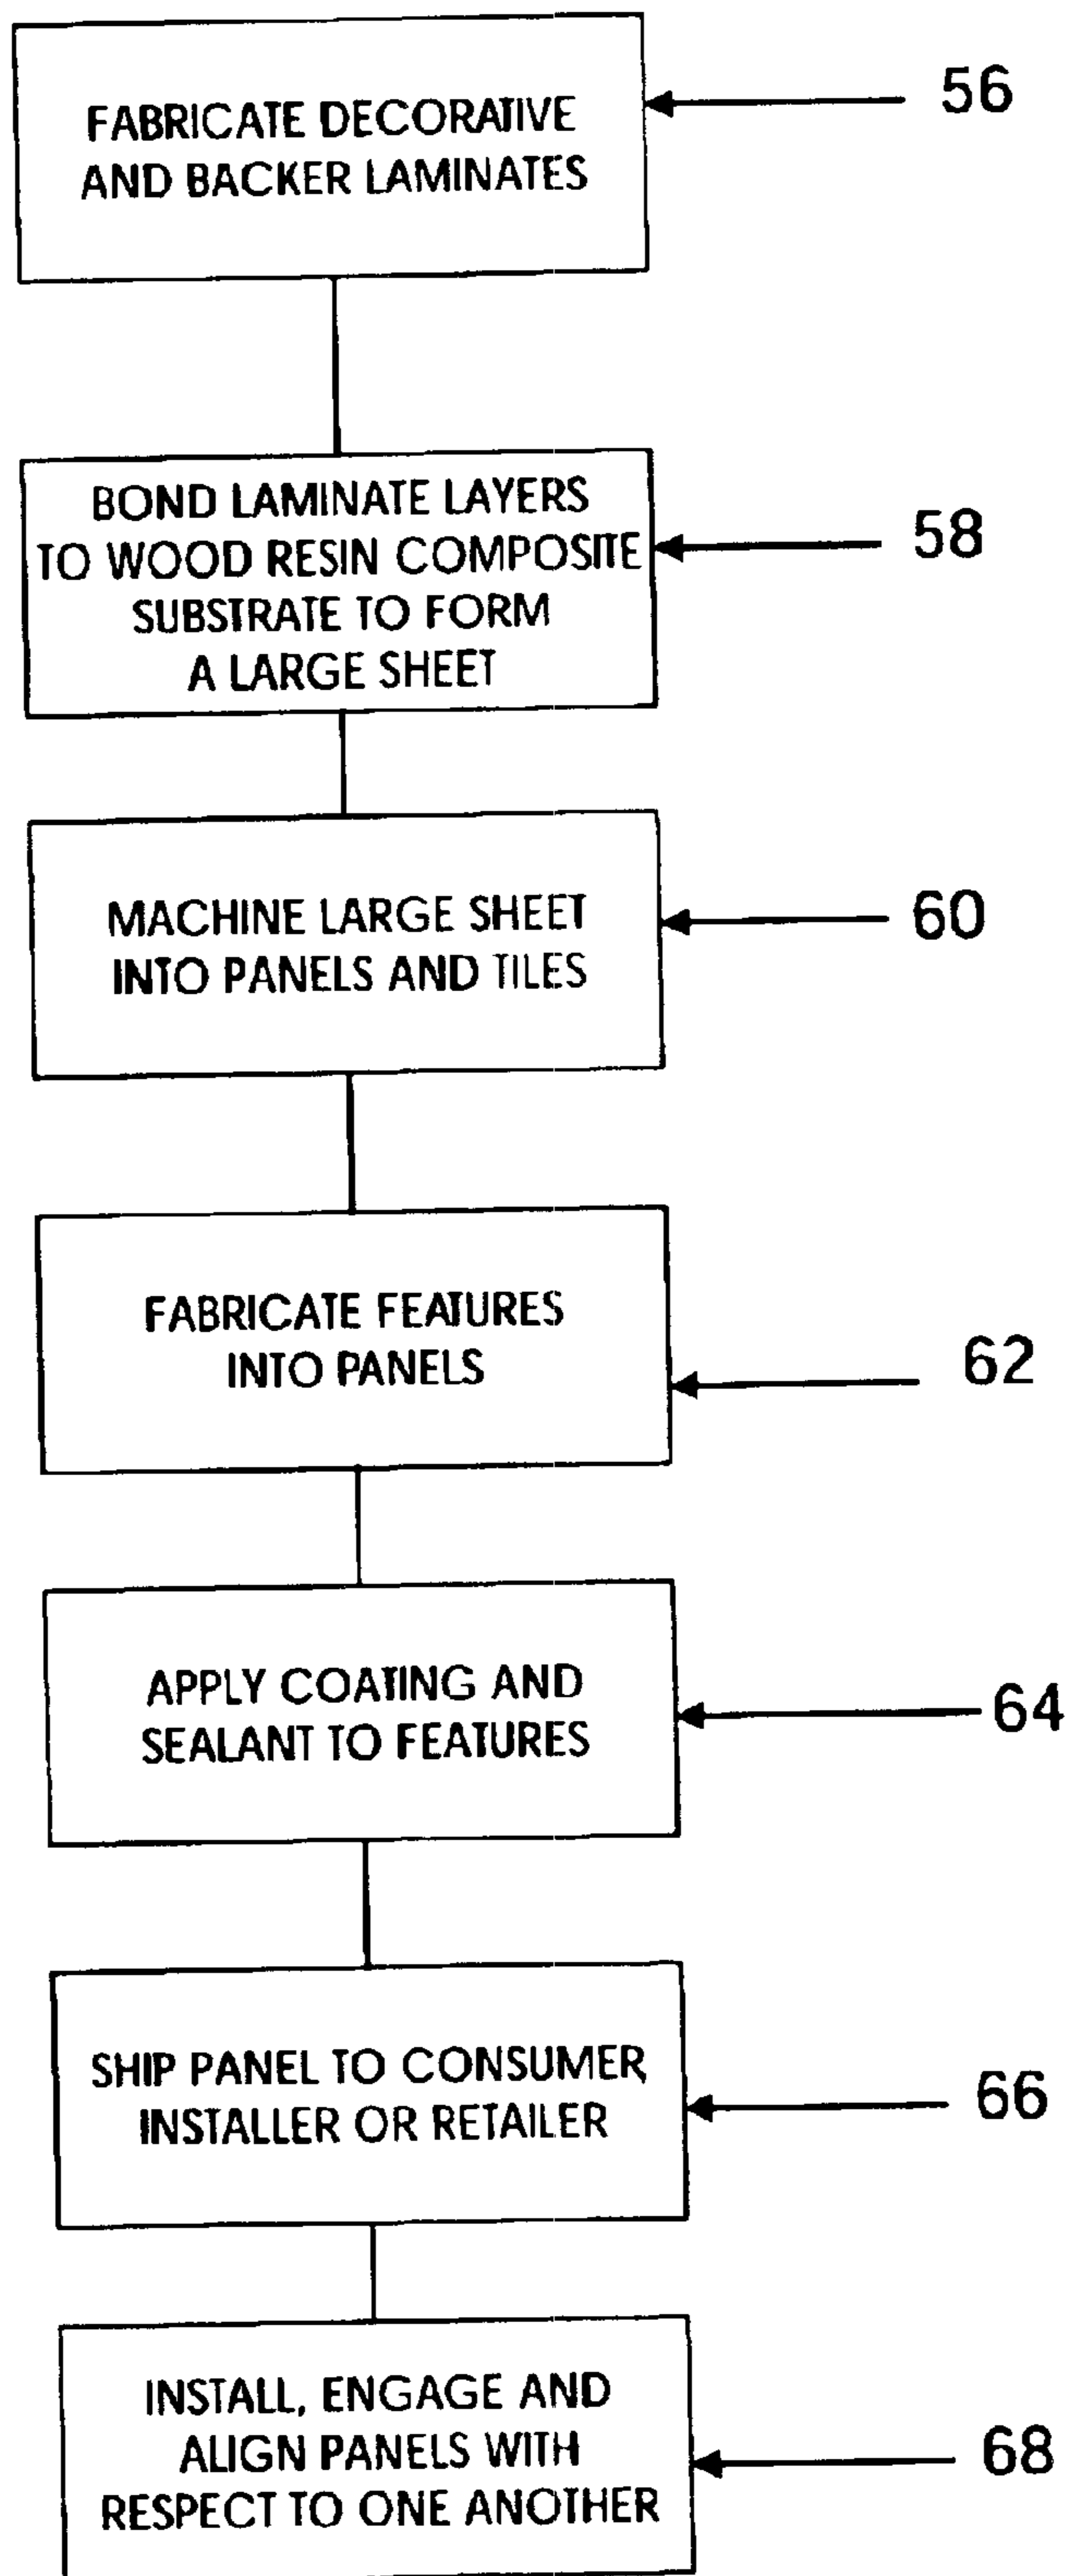 FABRICATE DECORATIVE
AND BACKER LAMINATES
56
BOND LAMINATE LAYERS
TO WOOD RESIN COMPOSITE
SUBSTRATE TO FORM
A LARGE SHEET
58
MACHINE LARGE SHEET
INTO PANELS AND TILES
60
FABRICATE FEATURES
INTO PANELS
62
APPLY COATING AND
SEALANT TO FEATURES
64
SHIP PANEL TO CONSUMER,
INSTALLER OR RETAILER
66
INSTALL, ENGAGE AND
ALIGN PANELS WITH
RESPECT TO ONE ANOTHER
68